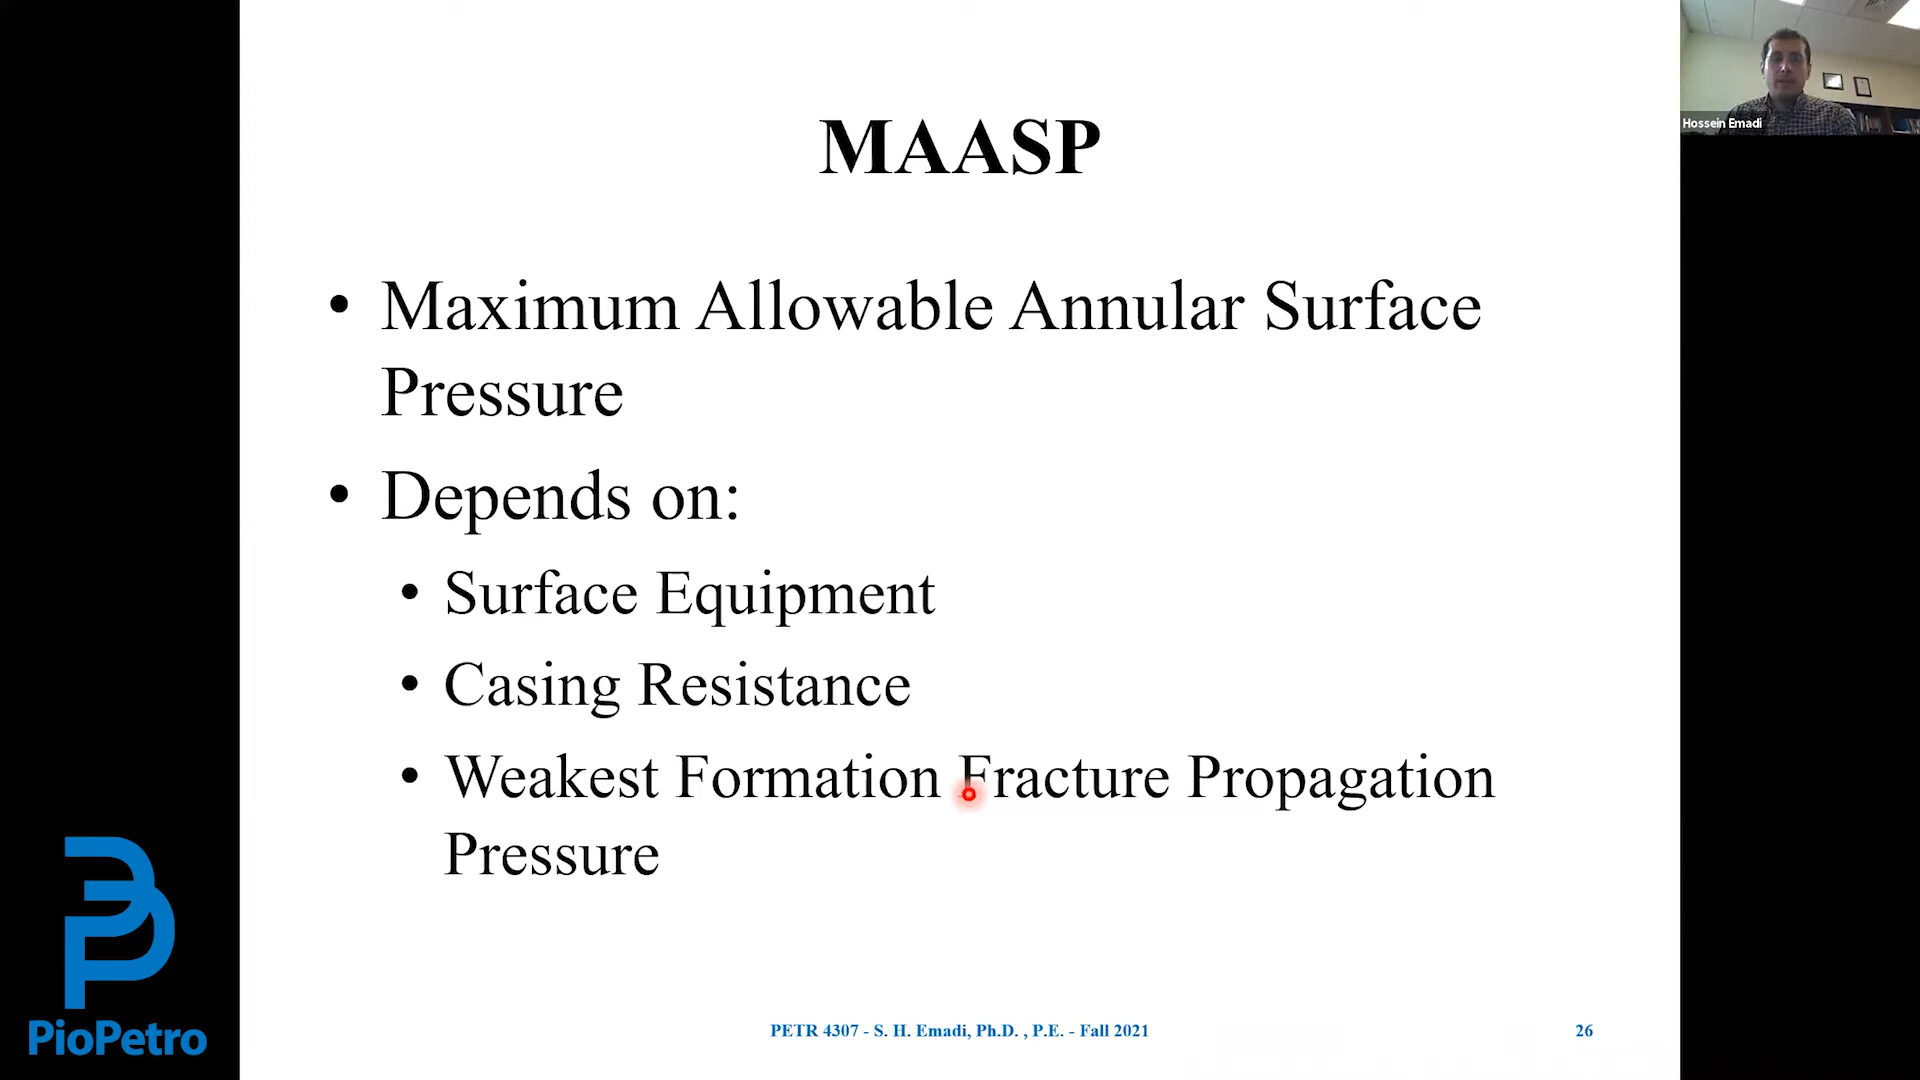 Hossein Emadi
MAASP
• Maximum Allowable Annular Surface
Pressure
• Depends on:
• Surface Equipment
• Casing Resistance
• Weakest Formation Fracture Propagation
Pressure
PioPetro
PETR 4307 - S. H. Emadi, Ph.D. , P.E. - Fall 2021
26